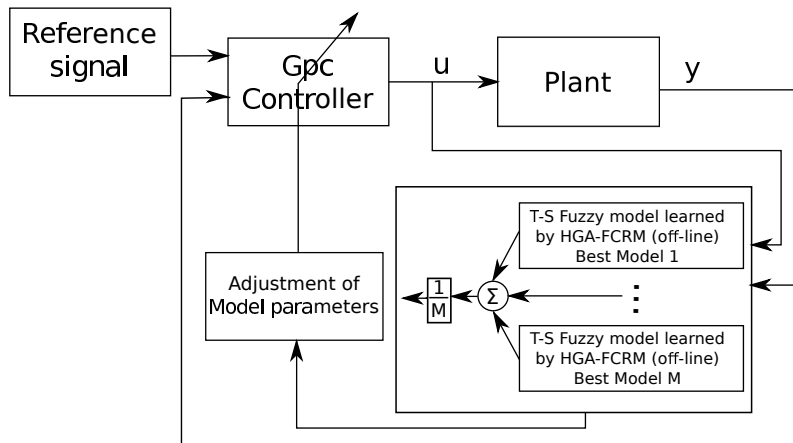 Reference
signal
Gpc
Controller
u
Plant
y
T-S Fuzzy model learned
by HGA-FCRM (off-line)
Best Model 1
Adjustment of
Model parameters
1
M
Σ
⋮
T-S Fuzzy model learned
by HGA-FCRM (off-line)
Best Model M